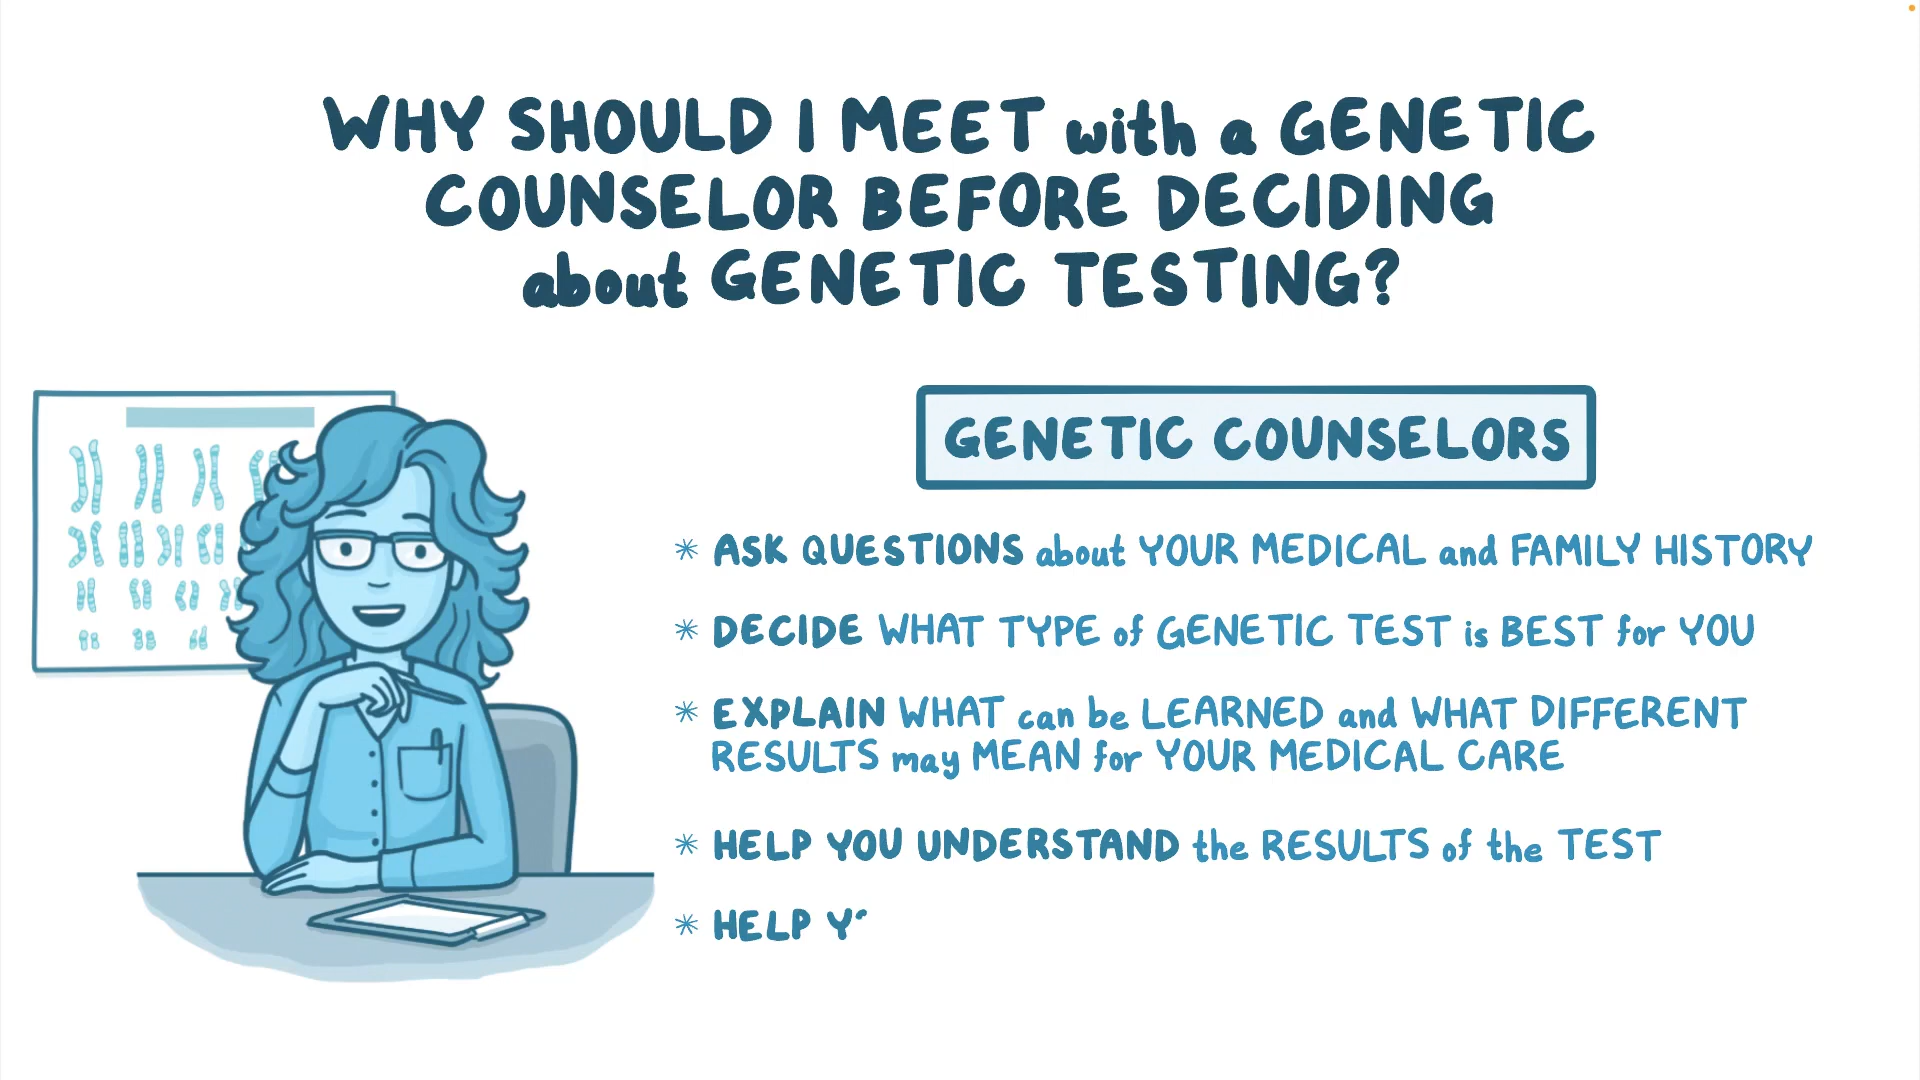 WHY SHOULD I MEET with a GENETIC
COUNSELOR BEFORE DECIDING
about GENETIC TESTING?
GENETIC COUNSELORS
* ASK QUESTIONS about YOUR MEDICAL and FAMILY HISTORY
* DECIDE WHAT TYPE of GENETIC TEST is BEST for YOU
* EXPLAIN WHAT can be LEARNED and WHAT DIFFERENT
RESULTS may MEAN for YOUR MEDICAL CARE
* HELP YOU UNDERSTAND the RESULTS of the TEST
* HELP Y